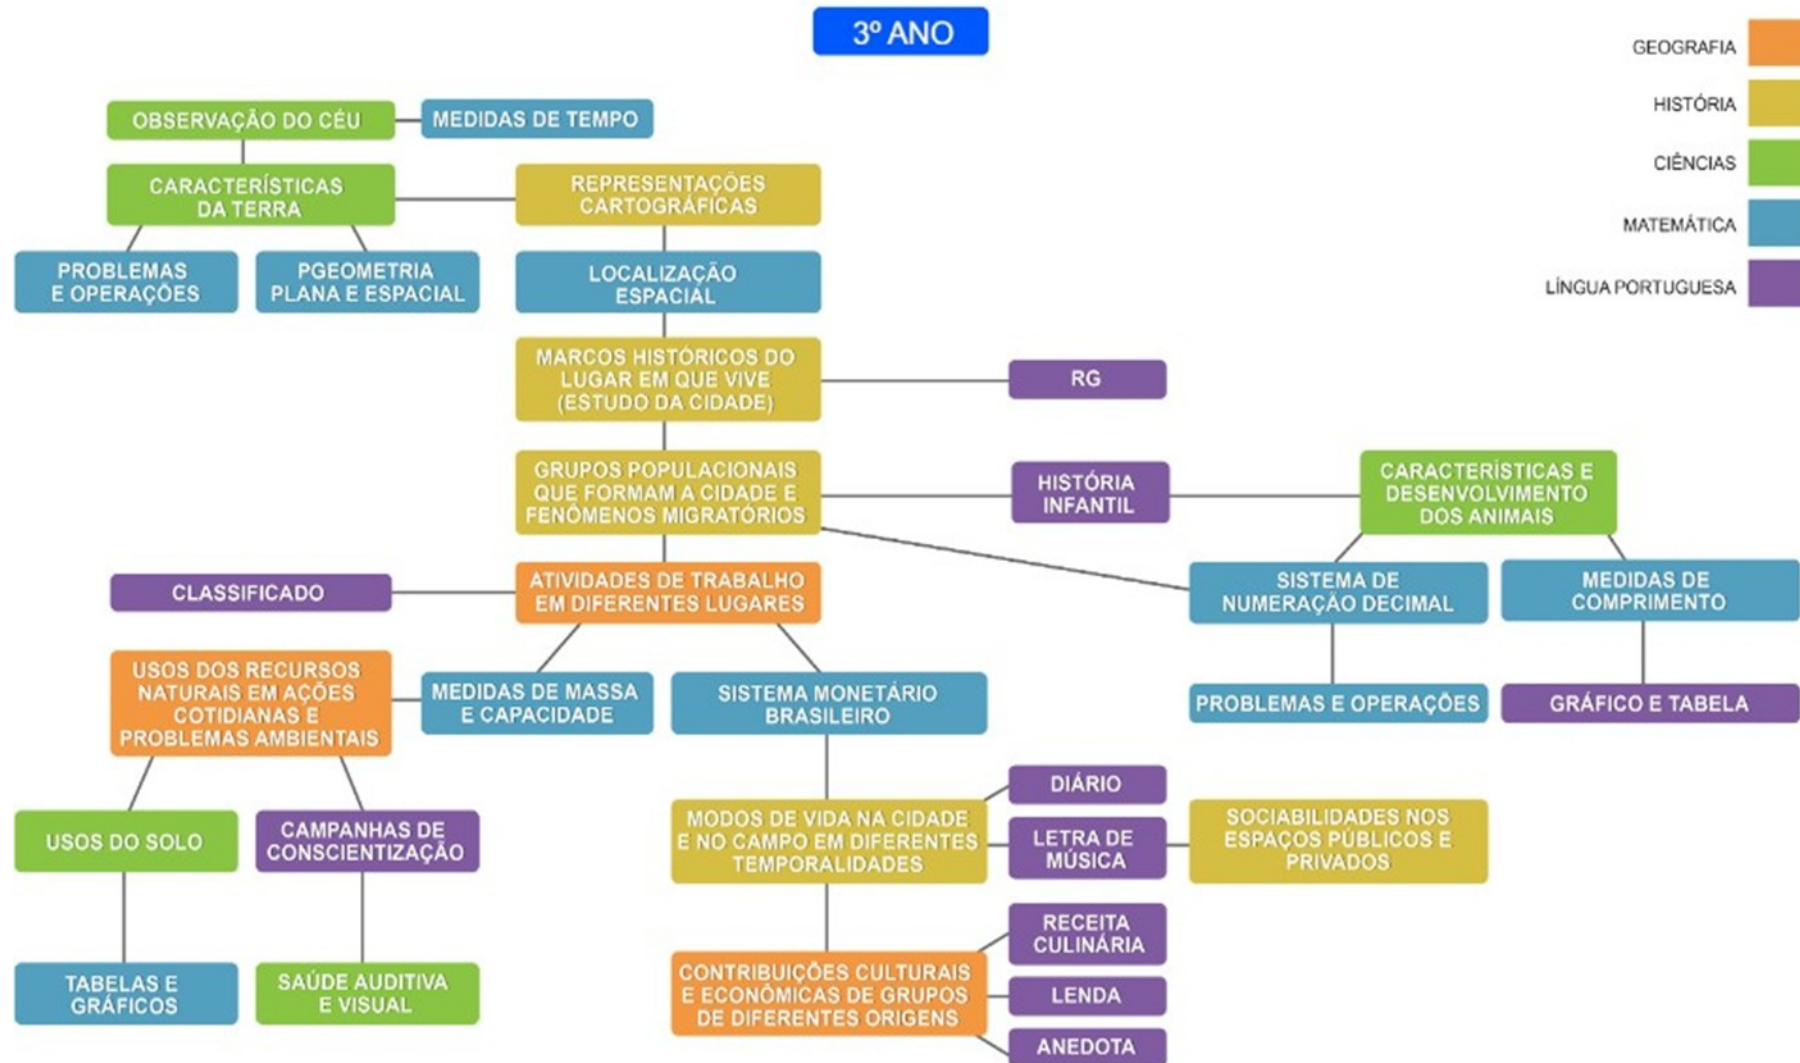 3º ANO
GEOGRAFIA
HISTÓRIA
CIÊNCIAS
MATEMÁTICA
LÍNGUA PORTUGUESA
OBSERVAÇÃO DO CÉU
MEDIDAS DE TEMPO
CARACTERÍSTICAS
DA TERRA
REPRESENTAÇÕES
CARTOGRÁFICAS
PROBLEMAS
E OPERAÇÕES
PGEOMETRIA
PLANA E ESPACIAL
LOCALIZAÇÃO
ESPACIAL
MARCOS HISTÓRICOS DO
LUGAR EM QUE VIVE
(ESTUDO DA CIDADE)
RG
GRUPOS POPULACIONAIS
QUE FORMAM A CIDADE E
FENÔMENOS MIGRATÓRIOS
HISTÓRIA
INFANTIL
CARACTERÍSTICAS E
DESENVOLVIMENTO
DOS ANIMAIS
CLASSIFICADO
ATIVIDADES DE TRABALHO
EM DIFERENTES LUGARES
SISTEMA DE
NUMERAÇÃO DECIMAL
MEDIDAS DE
COMPRIMENTO
USOS DOS RECURSOS
NATURAIS EM AÇÕES
COTIDIANAS E
PROBLEMAS AMBIENTAIS
MEDIDAS DE MASSA
E CAPACIDADE
SISTEMA MONETÁRIO
BRASILEIRO
PROBLEMAS E OPERAÇÕES
GRÁFICO E TABELA
USOS DO SOLO
CAMPANHAS DE
CONSCIENTIZAÇÃO
MODOS DE VIDA NA CIDADE
E NO CAMPO EM DIFERENTES
TEMPORALIDADES
DIÁRIO
LETRA DE
MÚSICA
SOCIABILIDADES NOS
ESPAÇOS PÚBLICOS E
PRIVADOS
TABELAS E
GRÁFICOS
SAÚDE AUDITIVA
E VISUAL
CONTRIBUIÇÕES CULTURAIS
E ECONÔMICAS DE GRUPOS
DE DIFERENTES ORIGENS
RECEITA
CULINÁRIA
LENDA
ANEDOTA